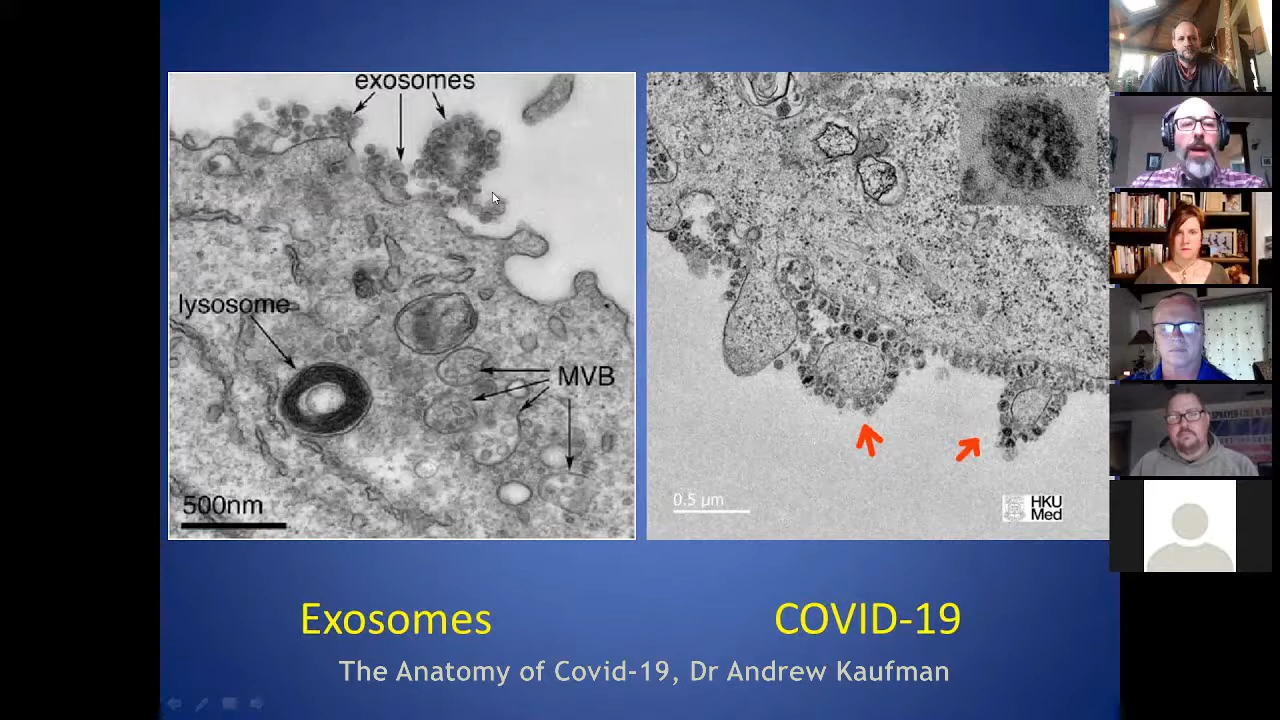 exosomes
lysosome
MVB
500nm
0.5 µm
HKU
Med
Exosomes
COVID-19
The Anatomy of Covid-19, Dr Andrew Kaufman